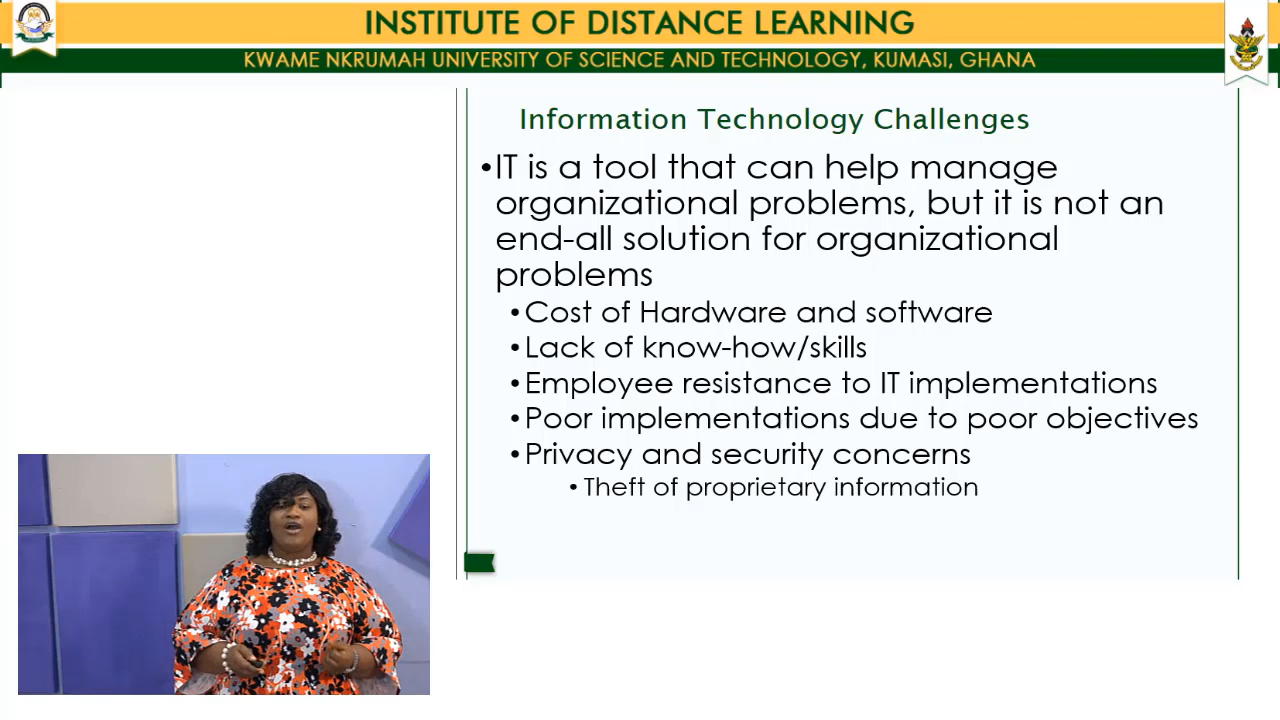 INSTITUTE OF DISTANCE LEARNING
KWAME NKRUMAH UNIVERSITY OF SCIENCE AND TECHNOLOGY, KUMASI, GHANA
Information Technology Challenges
•IT is a tool that can help manage
organizational problems, but it is not an
end-all solution for organizational
problems
•Cost of Hardware and software
•Lack of know-how/skills
•Employee resistance to IT implementations
•Poor implementations due to poor objectives
•Privacy and security concerns
•Theft of proprietary information